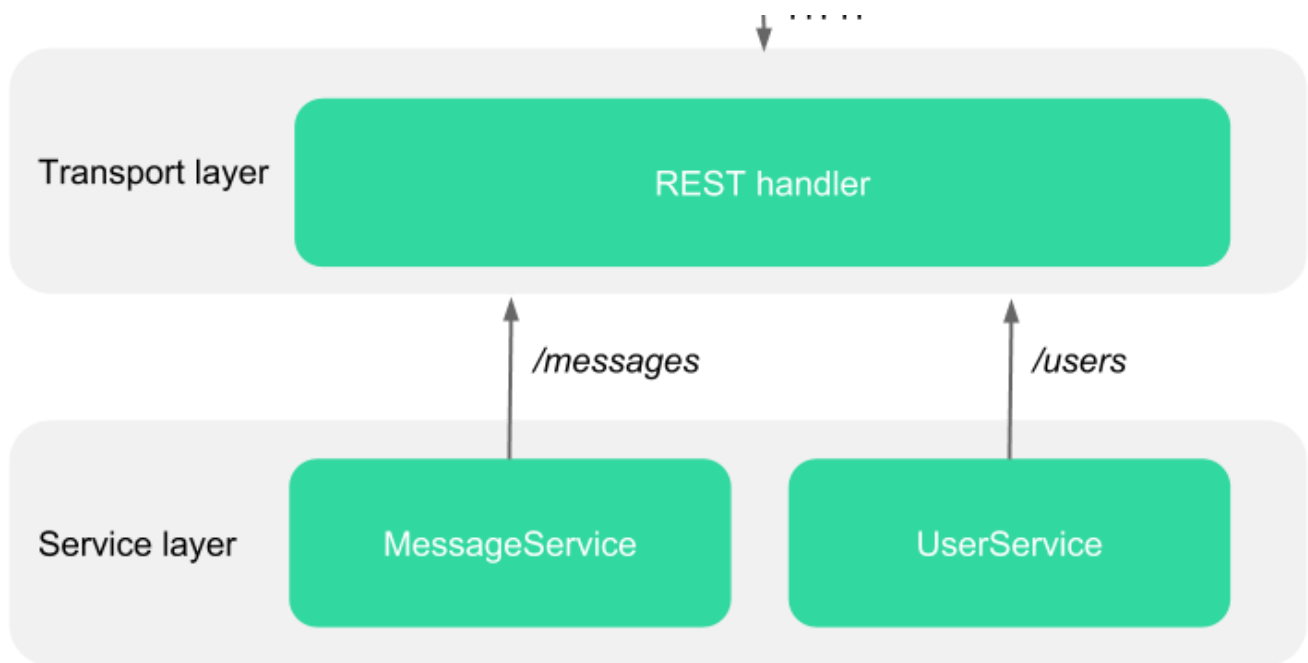 Transport layer
REST handler
/messages
/users
Service layer
MessageService
UserService